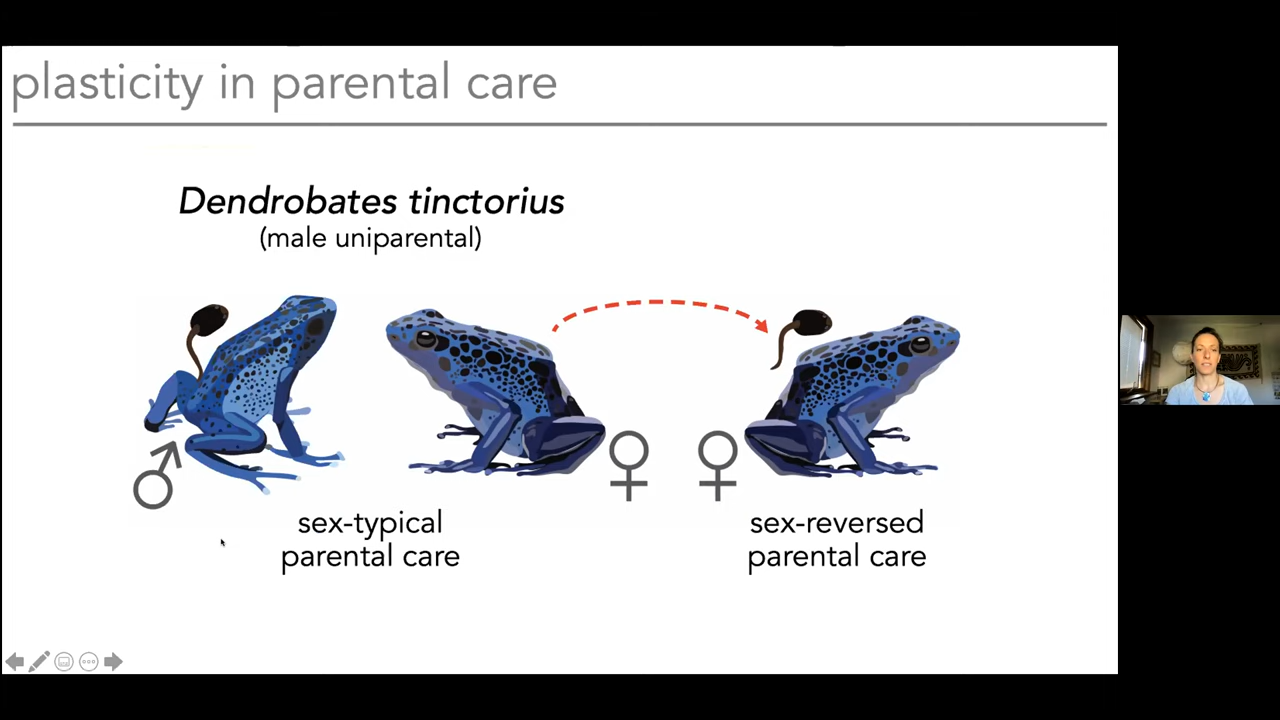 plasticity in parental care
Dendrobates tinctorius
(male uniparental)
♂
♀
♀
sex-typical
parental care
sex-reversed
parental care